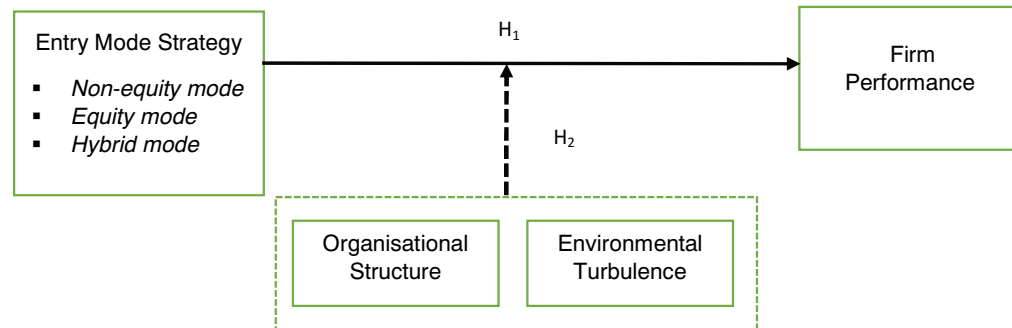 Entry Mode Strategy
▪ Non-equity mode
▪ Equity mode
▪ Hybrid mode
H₁
Firm
Performance
H₂
Organisational
Structure
Environmental
Turbulence